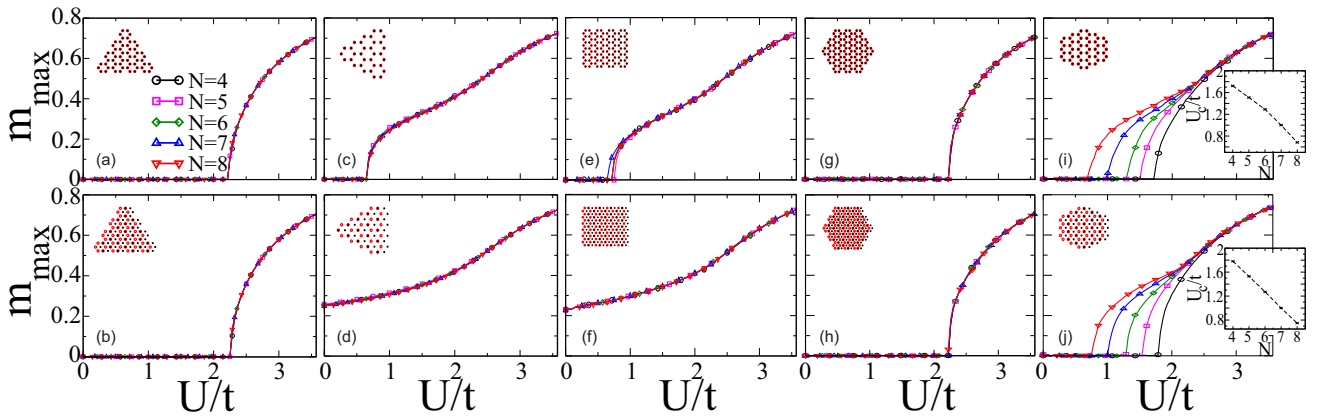 0.8
0.6
0.4
0.2
0
m_max
N=4
N=5
N=6
N=7
N=8
(a)
(c)
(e)
(g)
(i)
2
1.6
1.2
0.8
U_c/t
4 5 6 7 8
N
0.6
0.4
0.2
0
m_max
(b)
(d)
(f)
(h)
(j)
2
1.6
1.2
0.8
U_c/t
4 5 6 7 8
N
0 1 2 3 0 1 2 3 0 1 2 3 0 1 2 3 0 1 2 3
U/t U/t U/t U/t U/t